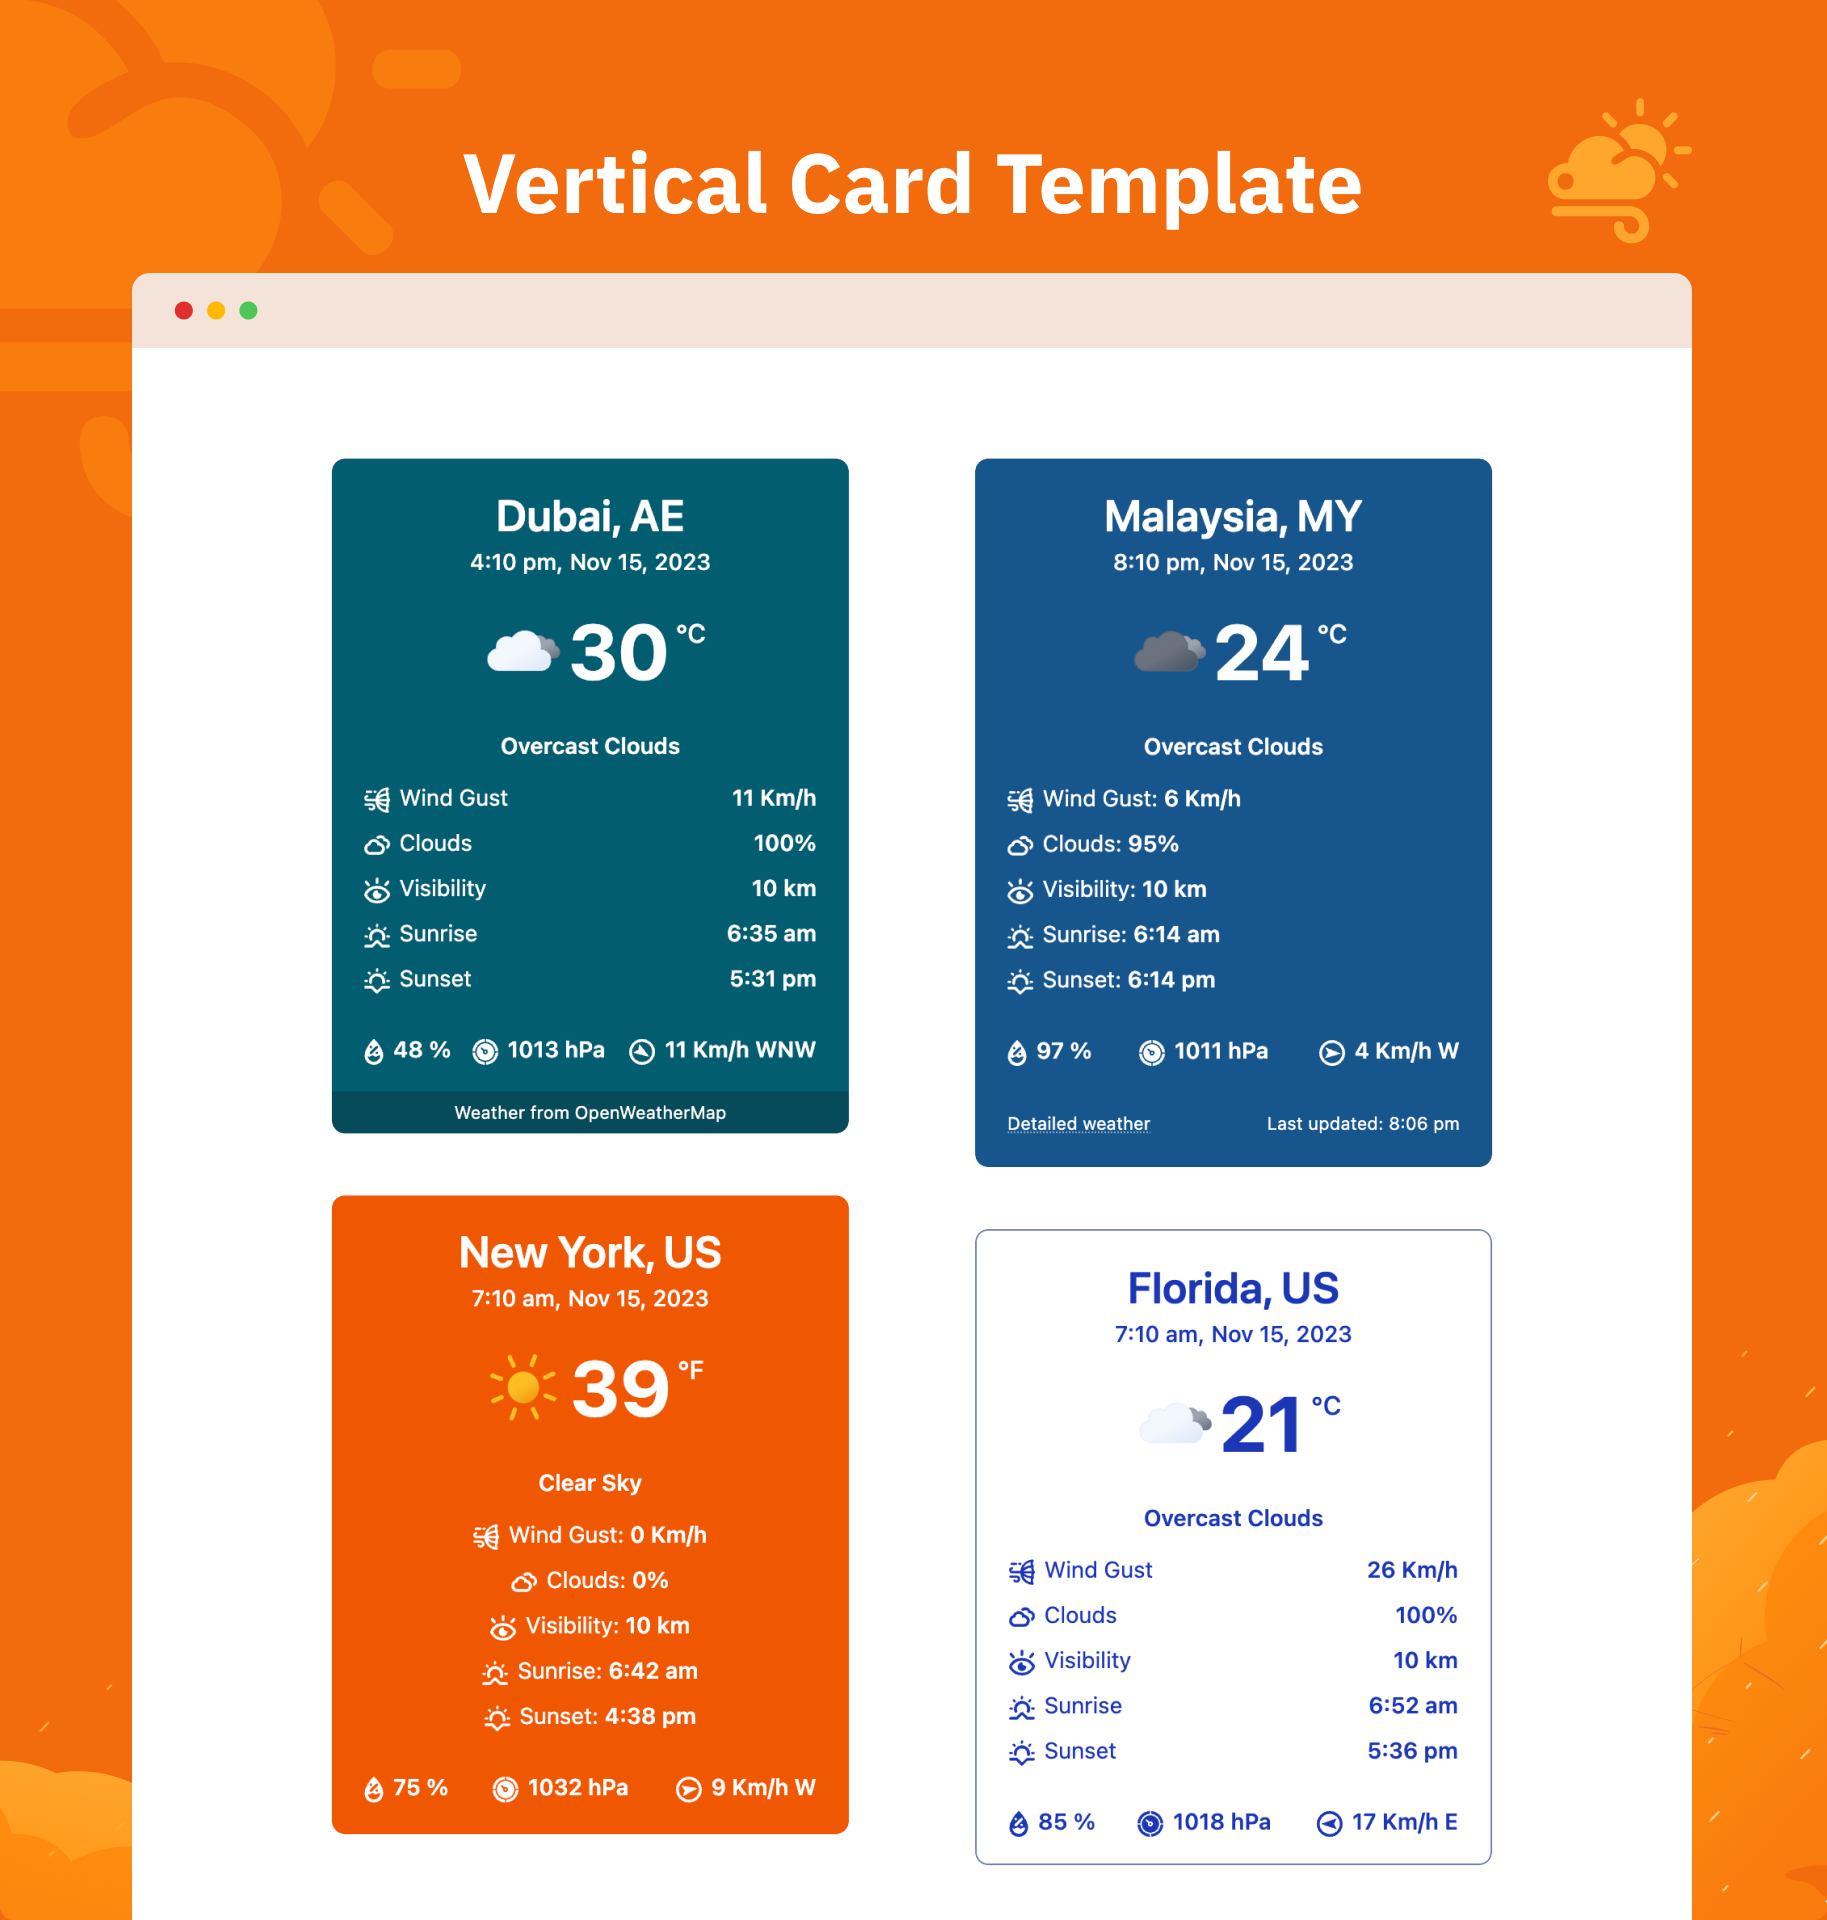 Vertical Card Template
Dubai, AE
4:10 pm, Nov 15, 2023
30 °C
Overcast Clouds
Wind Gust 11 Km/h
Clouds 100%
Visibility 10 km
Sunrise 6:35 am
Sunset 5:31 pm
48 % 1013 hPa 11 Km/h WNW
Weather from OpenWeatherMap
Malaysia, MY
8:10 pm, Nov 15, 2023
24 °C
Overcast Clouds
Wind Gust: 6 Km/h
Clouds: 95%
Visibility: 10 km
Sunrise: 6:14 am
Sunset: 6:14 pm
97 % 1011 hPa 4 Km/h W
Detailed weather Last updated: 8:06 pm
New York, US
7:10 am, Nov 15, 2023
39 °F
Clear Sky
Wind Gust: 0 Km/h
Clouds: 0%
Visibility: 10 km
Sunrise: 6:42 am
Sunset: 4:38 pm
75 % 1032 hPa 9 Km/h W
Florida, US
7:10 am, Nov 15, 2023
21 °C
Overcast Clouds
Wind Gust 26 Km/h
Clouds 100%
Visibility 10 km
Sunrise 6:52 am
Sunset 5:36 pm
85 % 1018 hPa 17 Km/h E